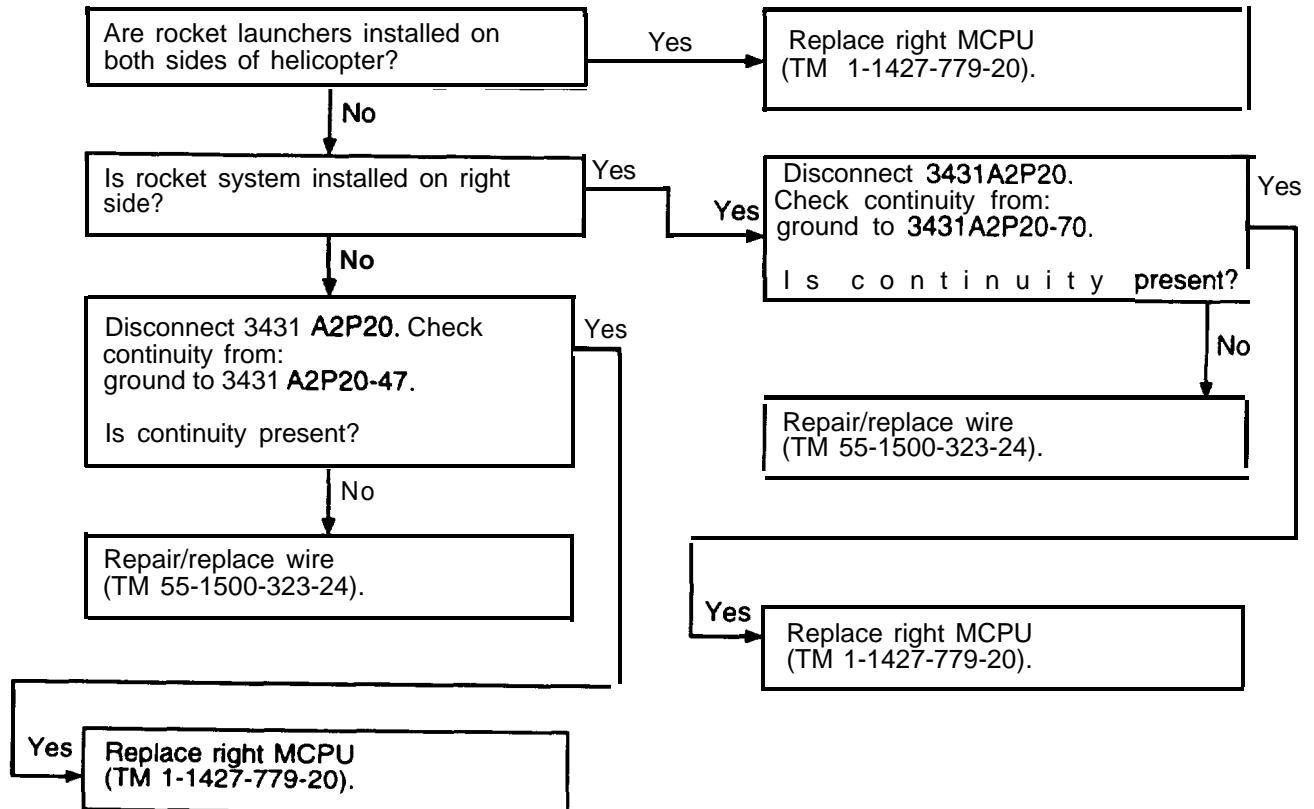 Are rocket launchers installed on
both sides of helicopter?
Yes
Replace right MCPU
(TM 1-1427-779-20).
No
Is rocket system installed on right
side?
Yes
Yes
Disconnect 3431A2P20.
Check continuity from:
ground to 3431A2P20-70.
Is continuity present?
Yes
No
No
Disconnect 3431 A2P20. Check
continuity from:
ground to 3431 A2P20-47.
Is continuity present?
Yes
Repair/replace wire
(TM 55-1500-323-24).
No
Repair/replace wire
(TM 55-1500-323-24).
Yes
Replace right MCPU
(TM 1-1427-779-20).
Yes
Replace right MCPU
(TM 1-1427-779-20).